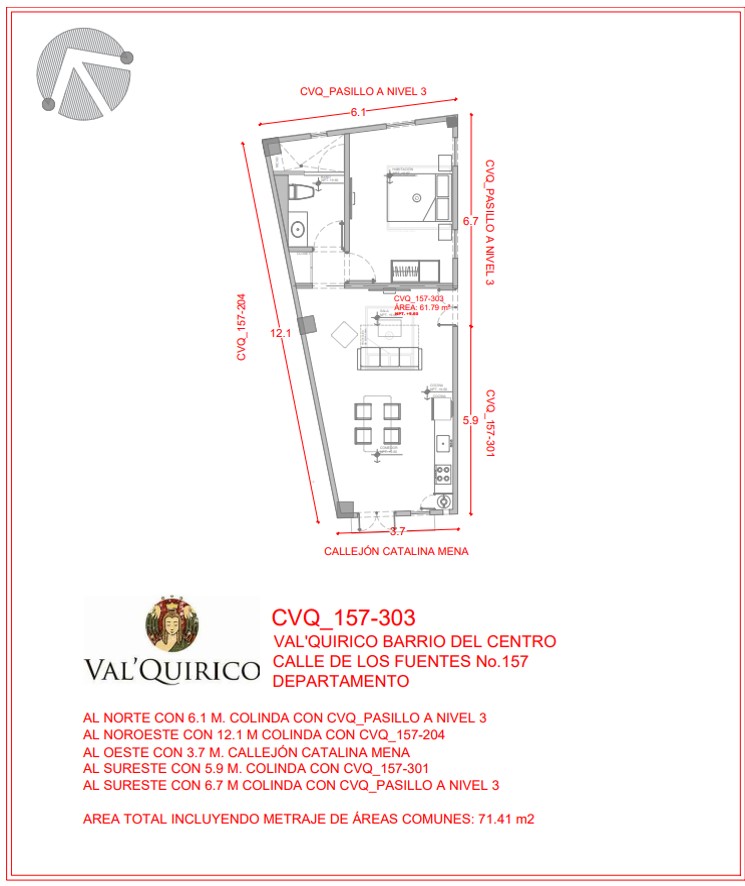 CVQ_PASILLO A NIVEL 3
6.1
CVQ_PASILLO A NIVEL 3
6.7
CVQ_157-204
12.1
CVQ_157-303
ÁREA: 61.79 m²
5.9
CVQ_157-301
3.7
CALLEJÓN CATALINA MENA
VAL'QUIRICO
CVQ_157-303
VAL'QUIRICO BARRIO DEL CENTRO
CALLE DE LOS FUENTES No.157
DEPARTAMENTO
AL NORTE CON 6.1 M. COLINDA CON CVQ_PASILLO A NIVEL 3
AL NOROESTE CON 12.1 M COLINDA CON CVQ_157-204
AL OESTE CON 3.7 M. CALLEJÓN CATALINA MENA
AL SURESTE CON 5.9 M. COLINDA CON CVQ_157-301
AL SURESTE CON 6.7 M COLINDA CON CVQ_PASILLO A NIVEL 3
AREA TOTAL INCLUYENDO METRAJE DE ÁREAS COMUNES: 71.41 m2